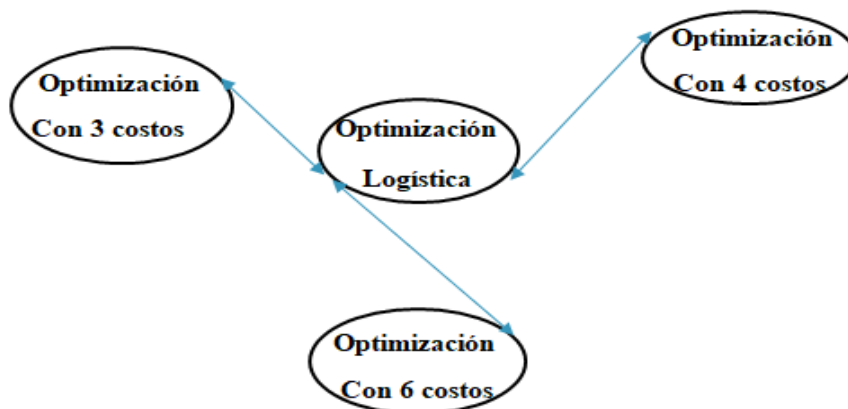 Optimización
Con 3 costos
Optimización
Logística
Optimización
Con 4 costos
Optimización
Con 6 costos